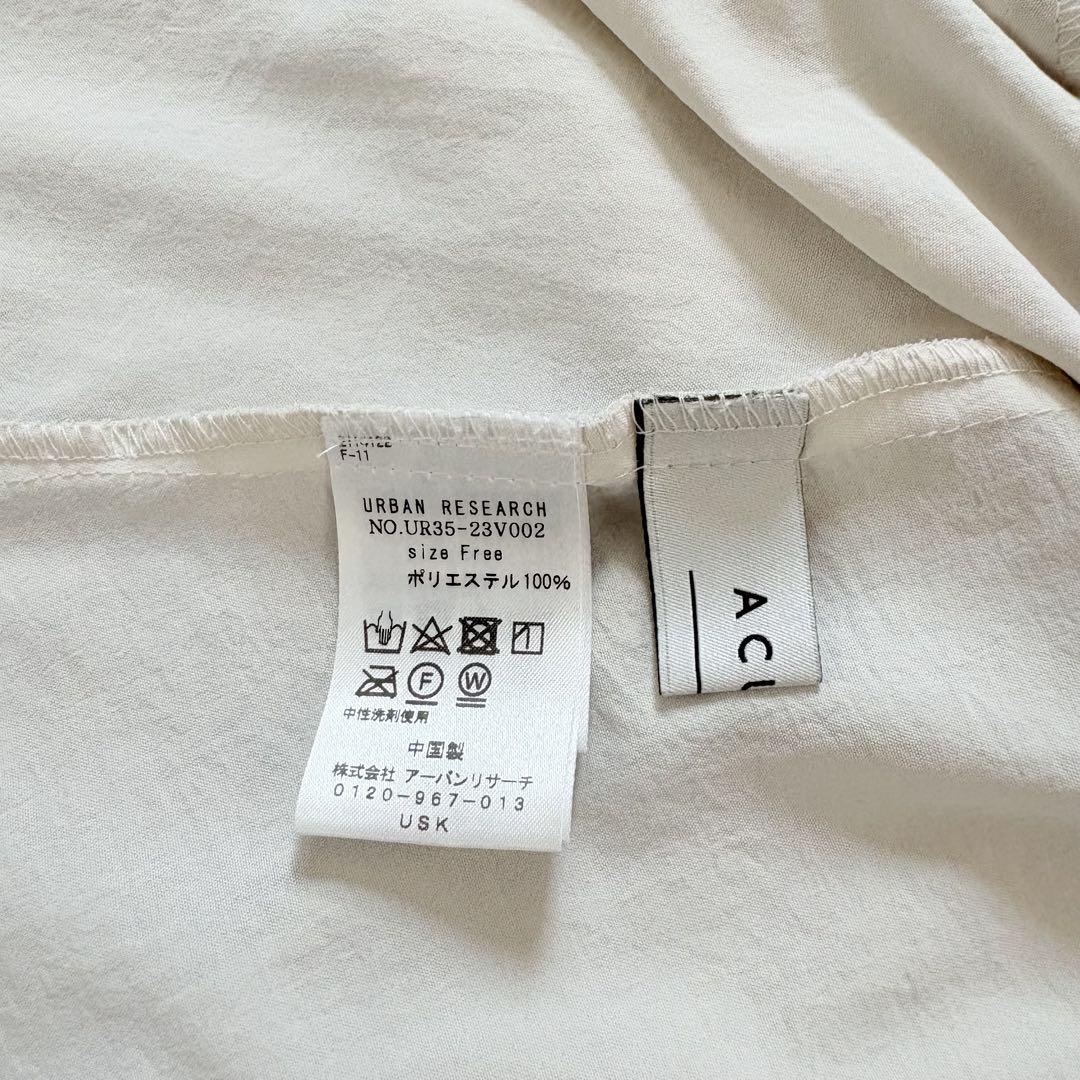 F-11
URBAN RESEARCH
NO.UR35-23V002
size Free
ポリエステル100%
F
W
中性洗剤使用
中国製
株式会社 アーバンリサーチ
0120-967-013
USK